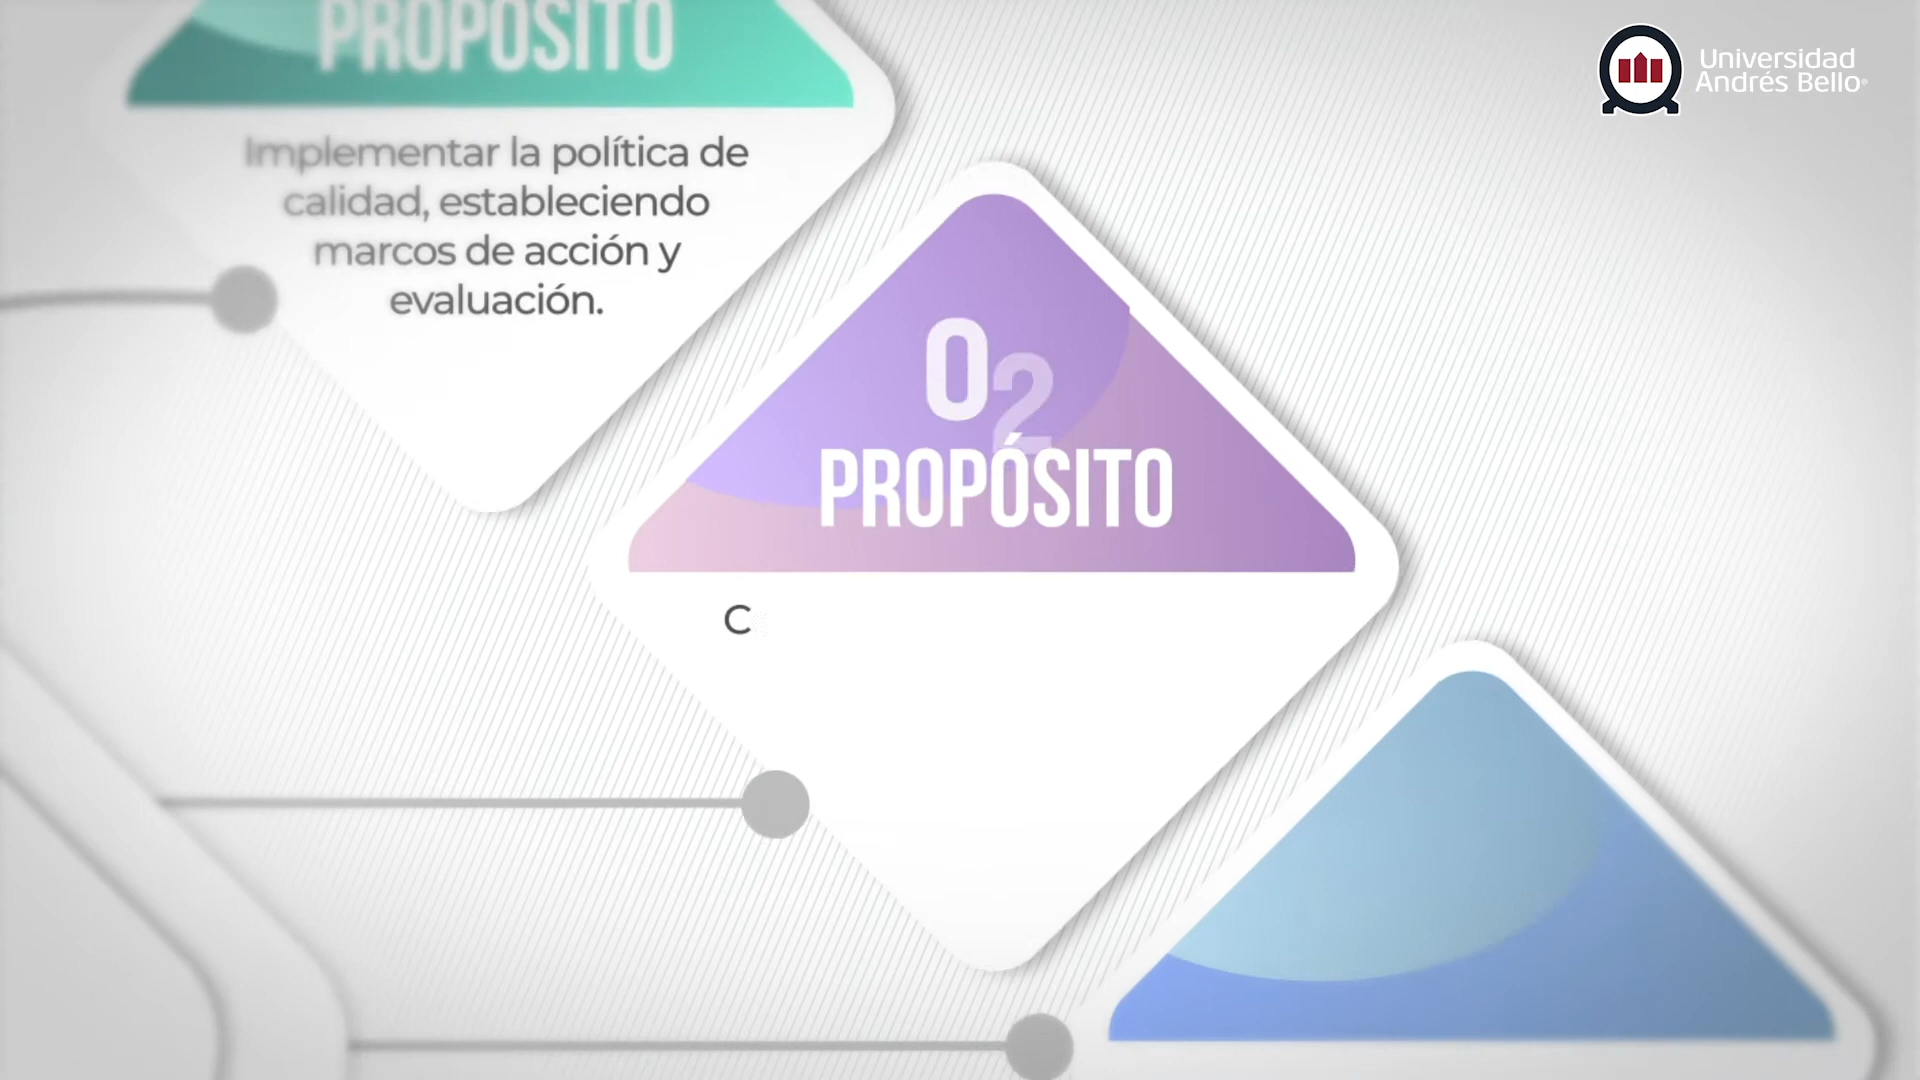 PROPÓSITO
Implementar la política de
calidad, estableciendo
marcos de acción y
evaluación.
02
PROPÓSITO
C
Universidad
Andrés Bello